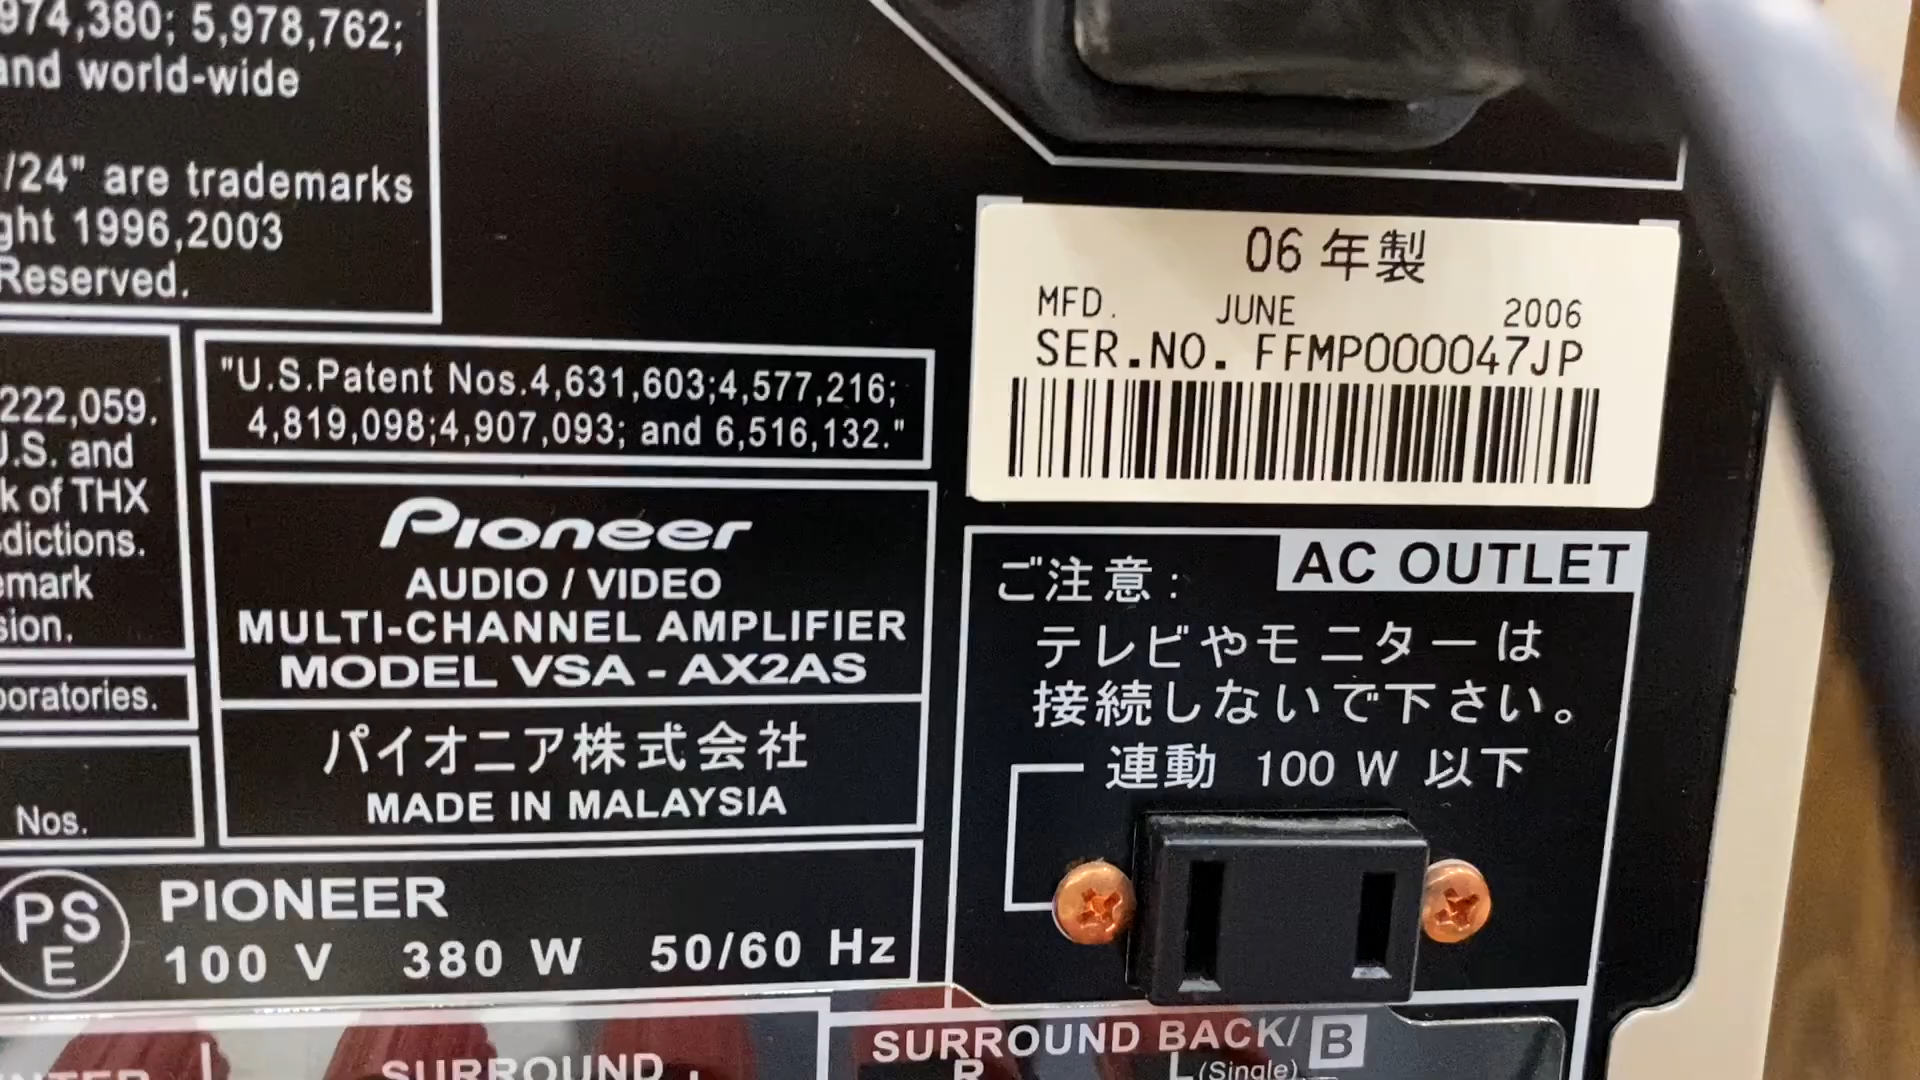 974,380; 5,978,762;
and world-wide
/24" are trademarks
1996,2003
Reserved.
222,059.
U.S. and
of THX
"U.S.Patent Nos.4,631,603;4,577,216;
4,819,098;4,907,093; and 6,516,132."
Pioneer
AUDIO / VIDEO
MULTI-CHANNEL AMPLIFIER
MODEL VSA-AX2AS
パイオニア株式会社
MADE IN MALAYSIA
Nos.
PS
E
PIONEER
100 V 380 W 50/60 Hz
06 年製
MFD. JUNE 2006
SER.NO. FFMP000047JP
AC OUTLET
ご注意:
テレビやモニターは
接続しないで下さい。
連動 100 W 以下
SURROUND
SURROUND BACK/ B
R L (Single)